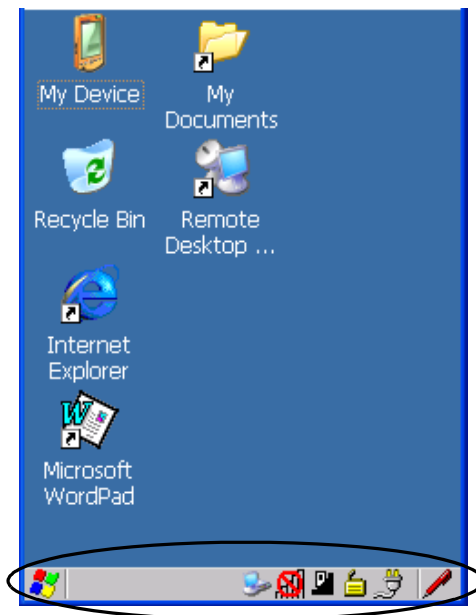 My Device
My
Documents
Recycle Bin
Remote
Desktop ...
Internet
Explorer
Microsoft
WordPad